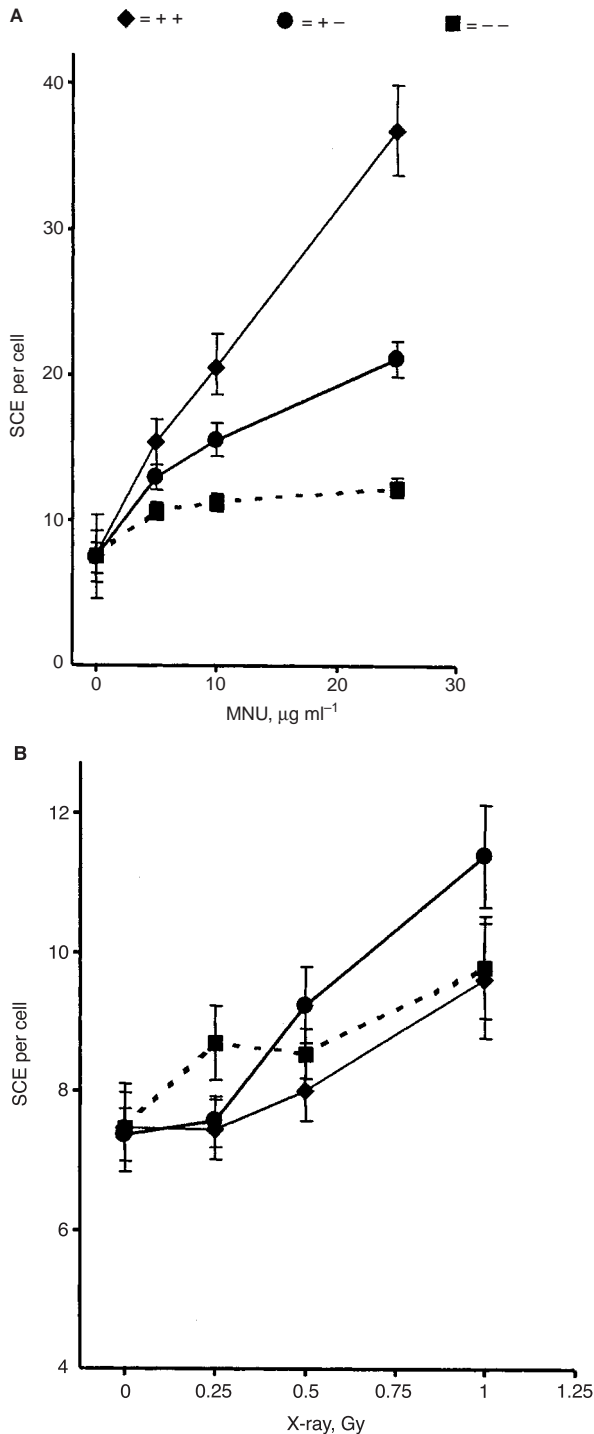 A
= + +
= + −
= − −
40
30
20
10
0
SCE per cell
0 10 20 30
MNU, μg ml⁻¹
B
12
10
8
6
4
SCE per cell
0 0.25 0.5 0.75 1 1.25
X-ray, Gy